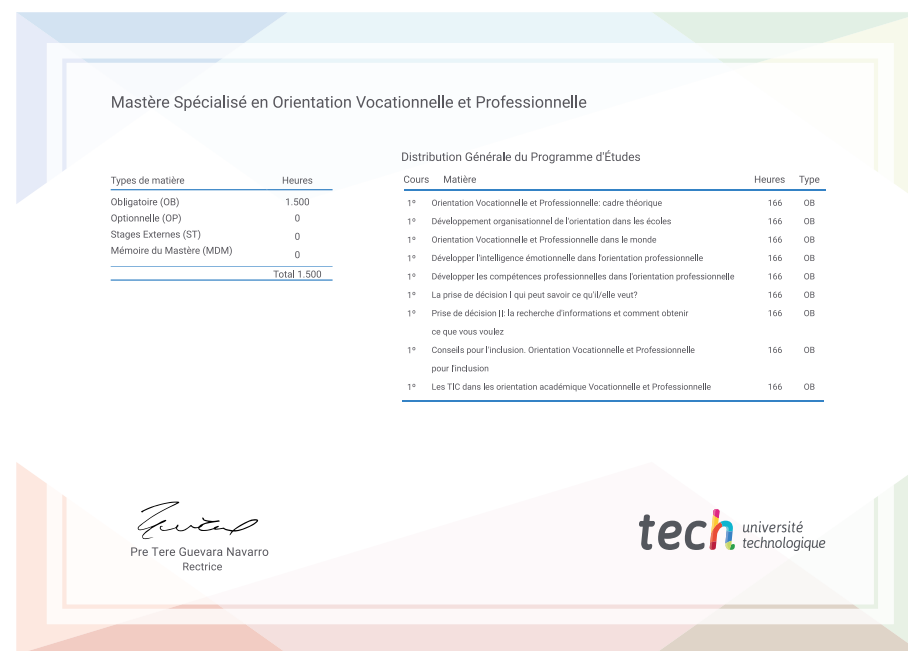 Mastère Spécialisé en Orientation Vocationnelle et Professionnelle
Types de matière Heures
Obligatoire (OB) 1.500
Optionnelle (OP) 0
Stages Externes (ST) 0
Mémoire du Mastère (MDM) 0
Total 1.500
Distribution Générale du Programme d'Études
Cours Matière Heures Type
1º Orientation Vocationnelle et Professionnelle: cadre théorique 166 OB
1º Développement organisationnel de l'orientation dans les écoles 166 OB
1º Orientation Vocationnelle et Professionnelle dans le monde 166 OB
1º Développer l'intelligence émotionnelle dans l'orientation professionnelle 166 OB
1º Développer les compétences professionnelles dans l'orientation professionnelle 166 OB
1º La prise de décision I qui peut savoir ce qu'il/elle veut? 166 OB
1º Prise de décision II: la recherche d'informations et comment obtenir 166 OB
ce que vous voulez
1º Conseils pour l'inclusion. Orientation Vocationnelle et Professionnelle 166 OB
pour l'inclusion
1º Les TIC dans les orientation académique Vocationnelle et Professionnelle 166 OB
Pre Tere Guevara Navarro
Rectrice
tech université
technologique